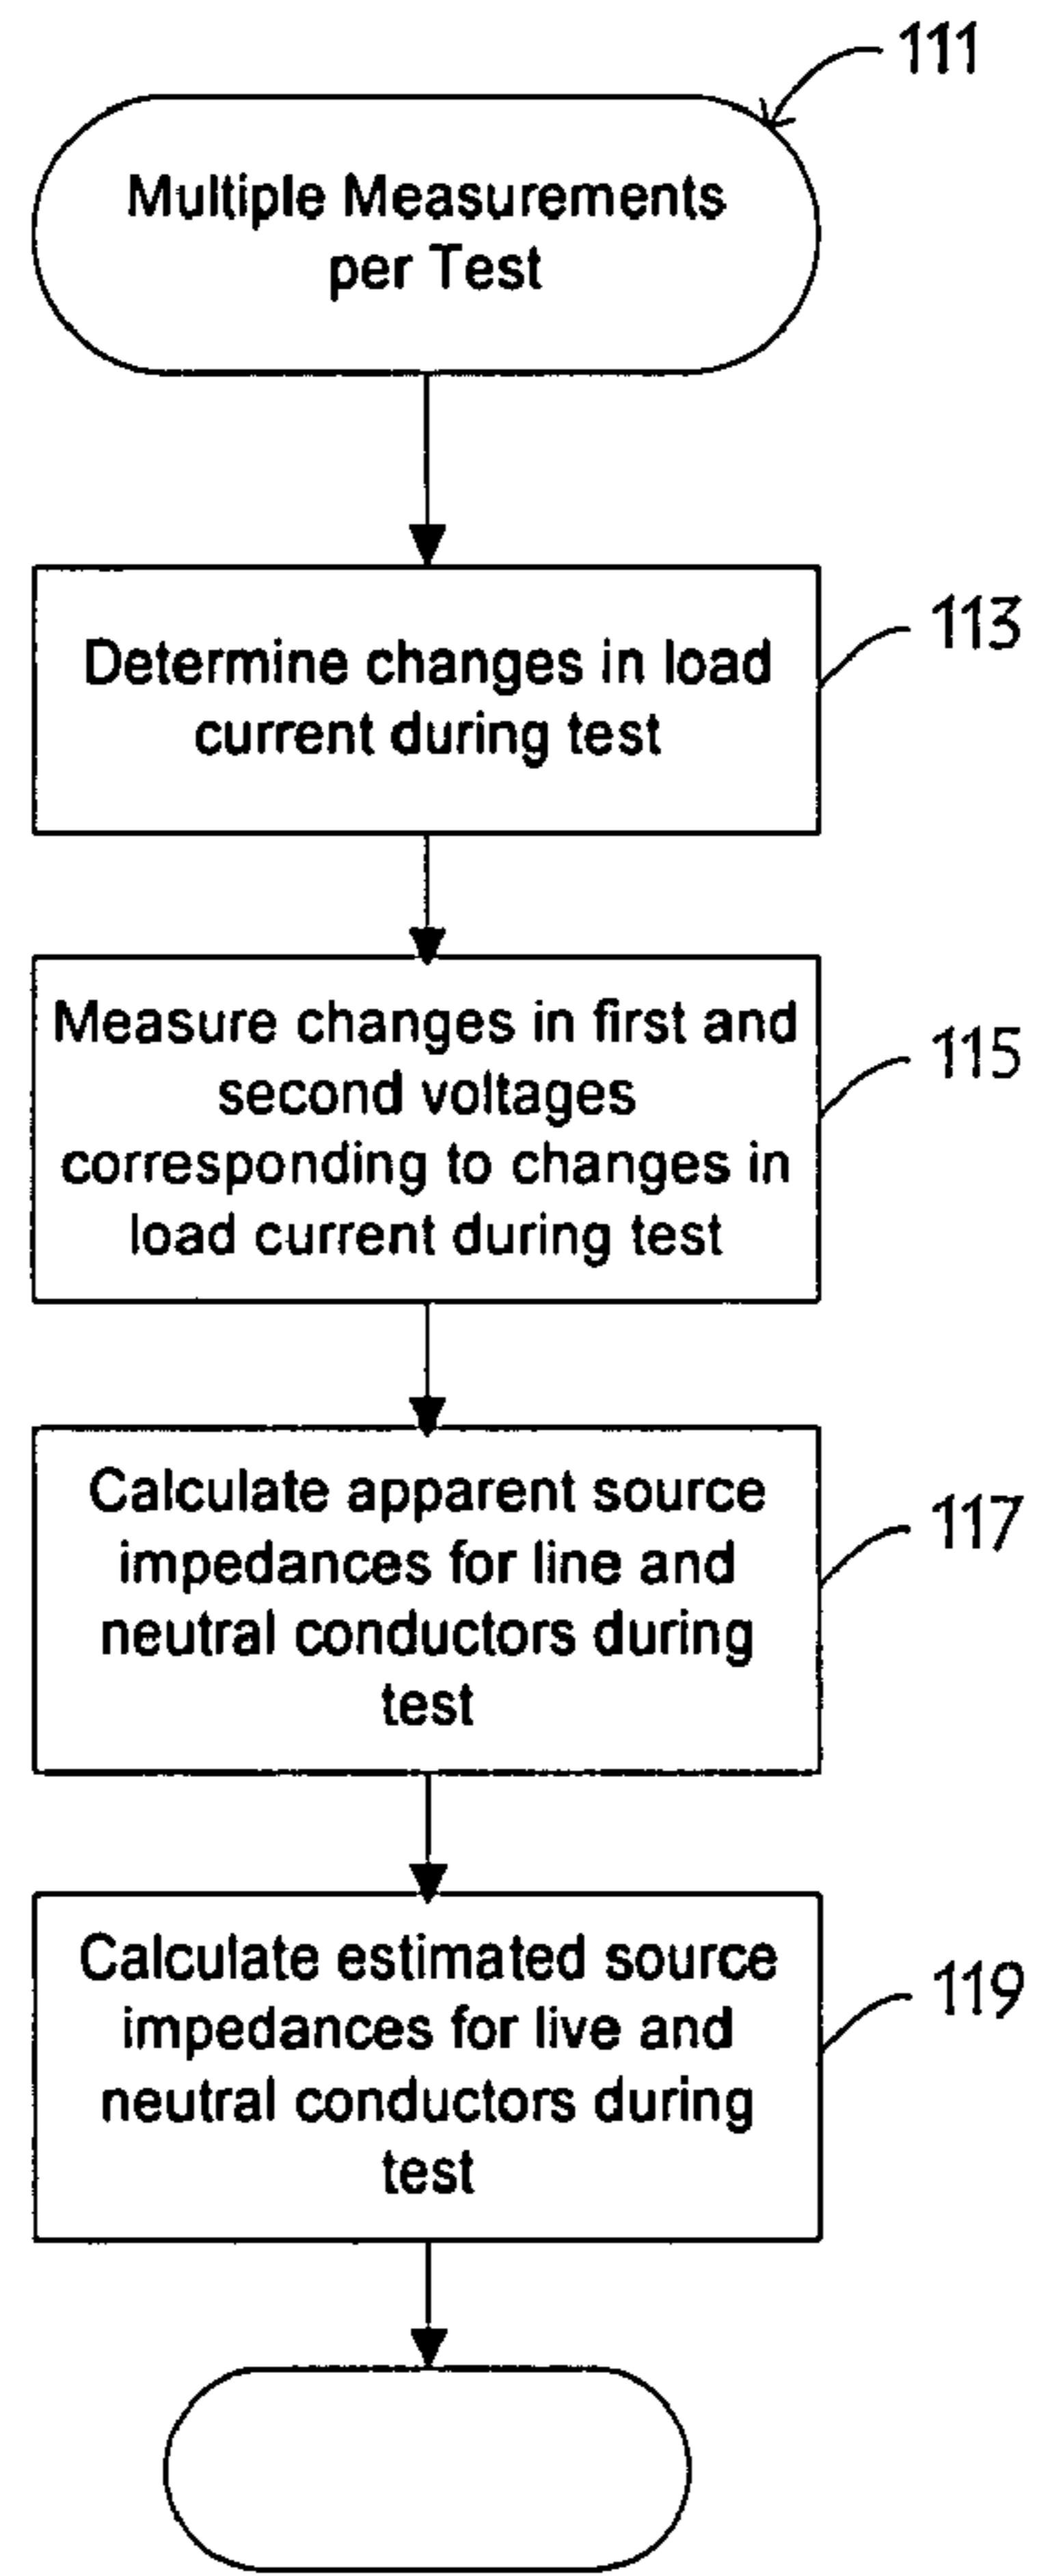 111
Multiple Measurements
per Test
Determine changes in load
current during test
113
Measure changes in first and
second voltages
corresponding to changes in
load current during test
115
Calculate apparent source
impedances for line and
neutral conductors during
test
117
Calculate estimated source
impedances for live and
neutral conductors during
test
119